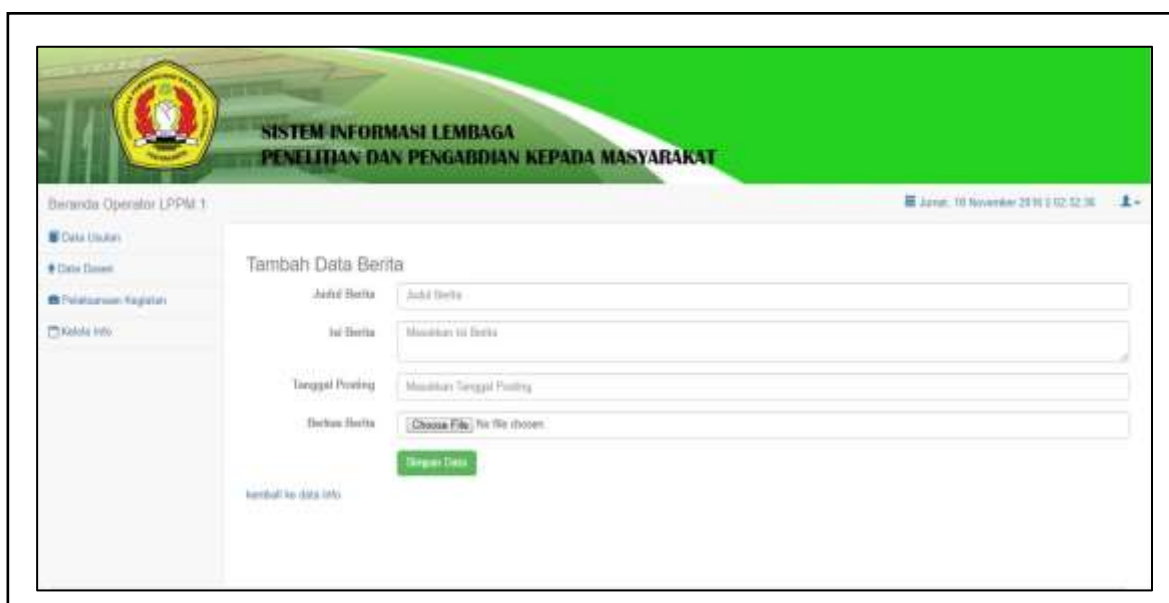 SISTEM INFORMASI LEMBAGA
PENELITIAN DAN PENGABDIAN KEPADA MASYARAKAT
Beranda Operator LPPM 1
Data Usulan
Data Dosen
Pelaksanaan Kegiatan
Kelola Info
Tambah Data Berita
Judul Berita
Judul Berita
Isi Berita
Masukkan Isi Berita
Tanggal Posting
Masukkan Tanggal Posting
Berkas Berita
Choose File No file chosen
Simpan Data
kembali ke data info